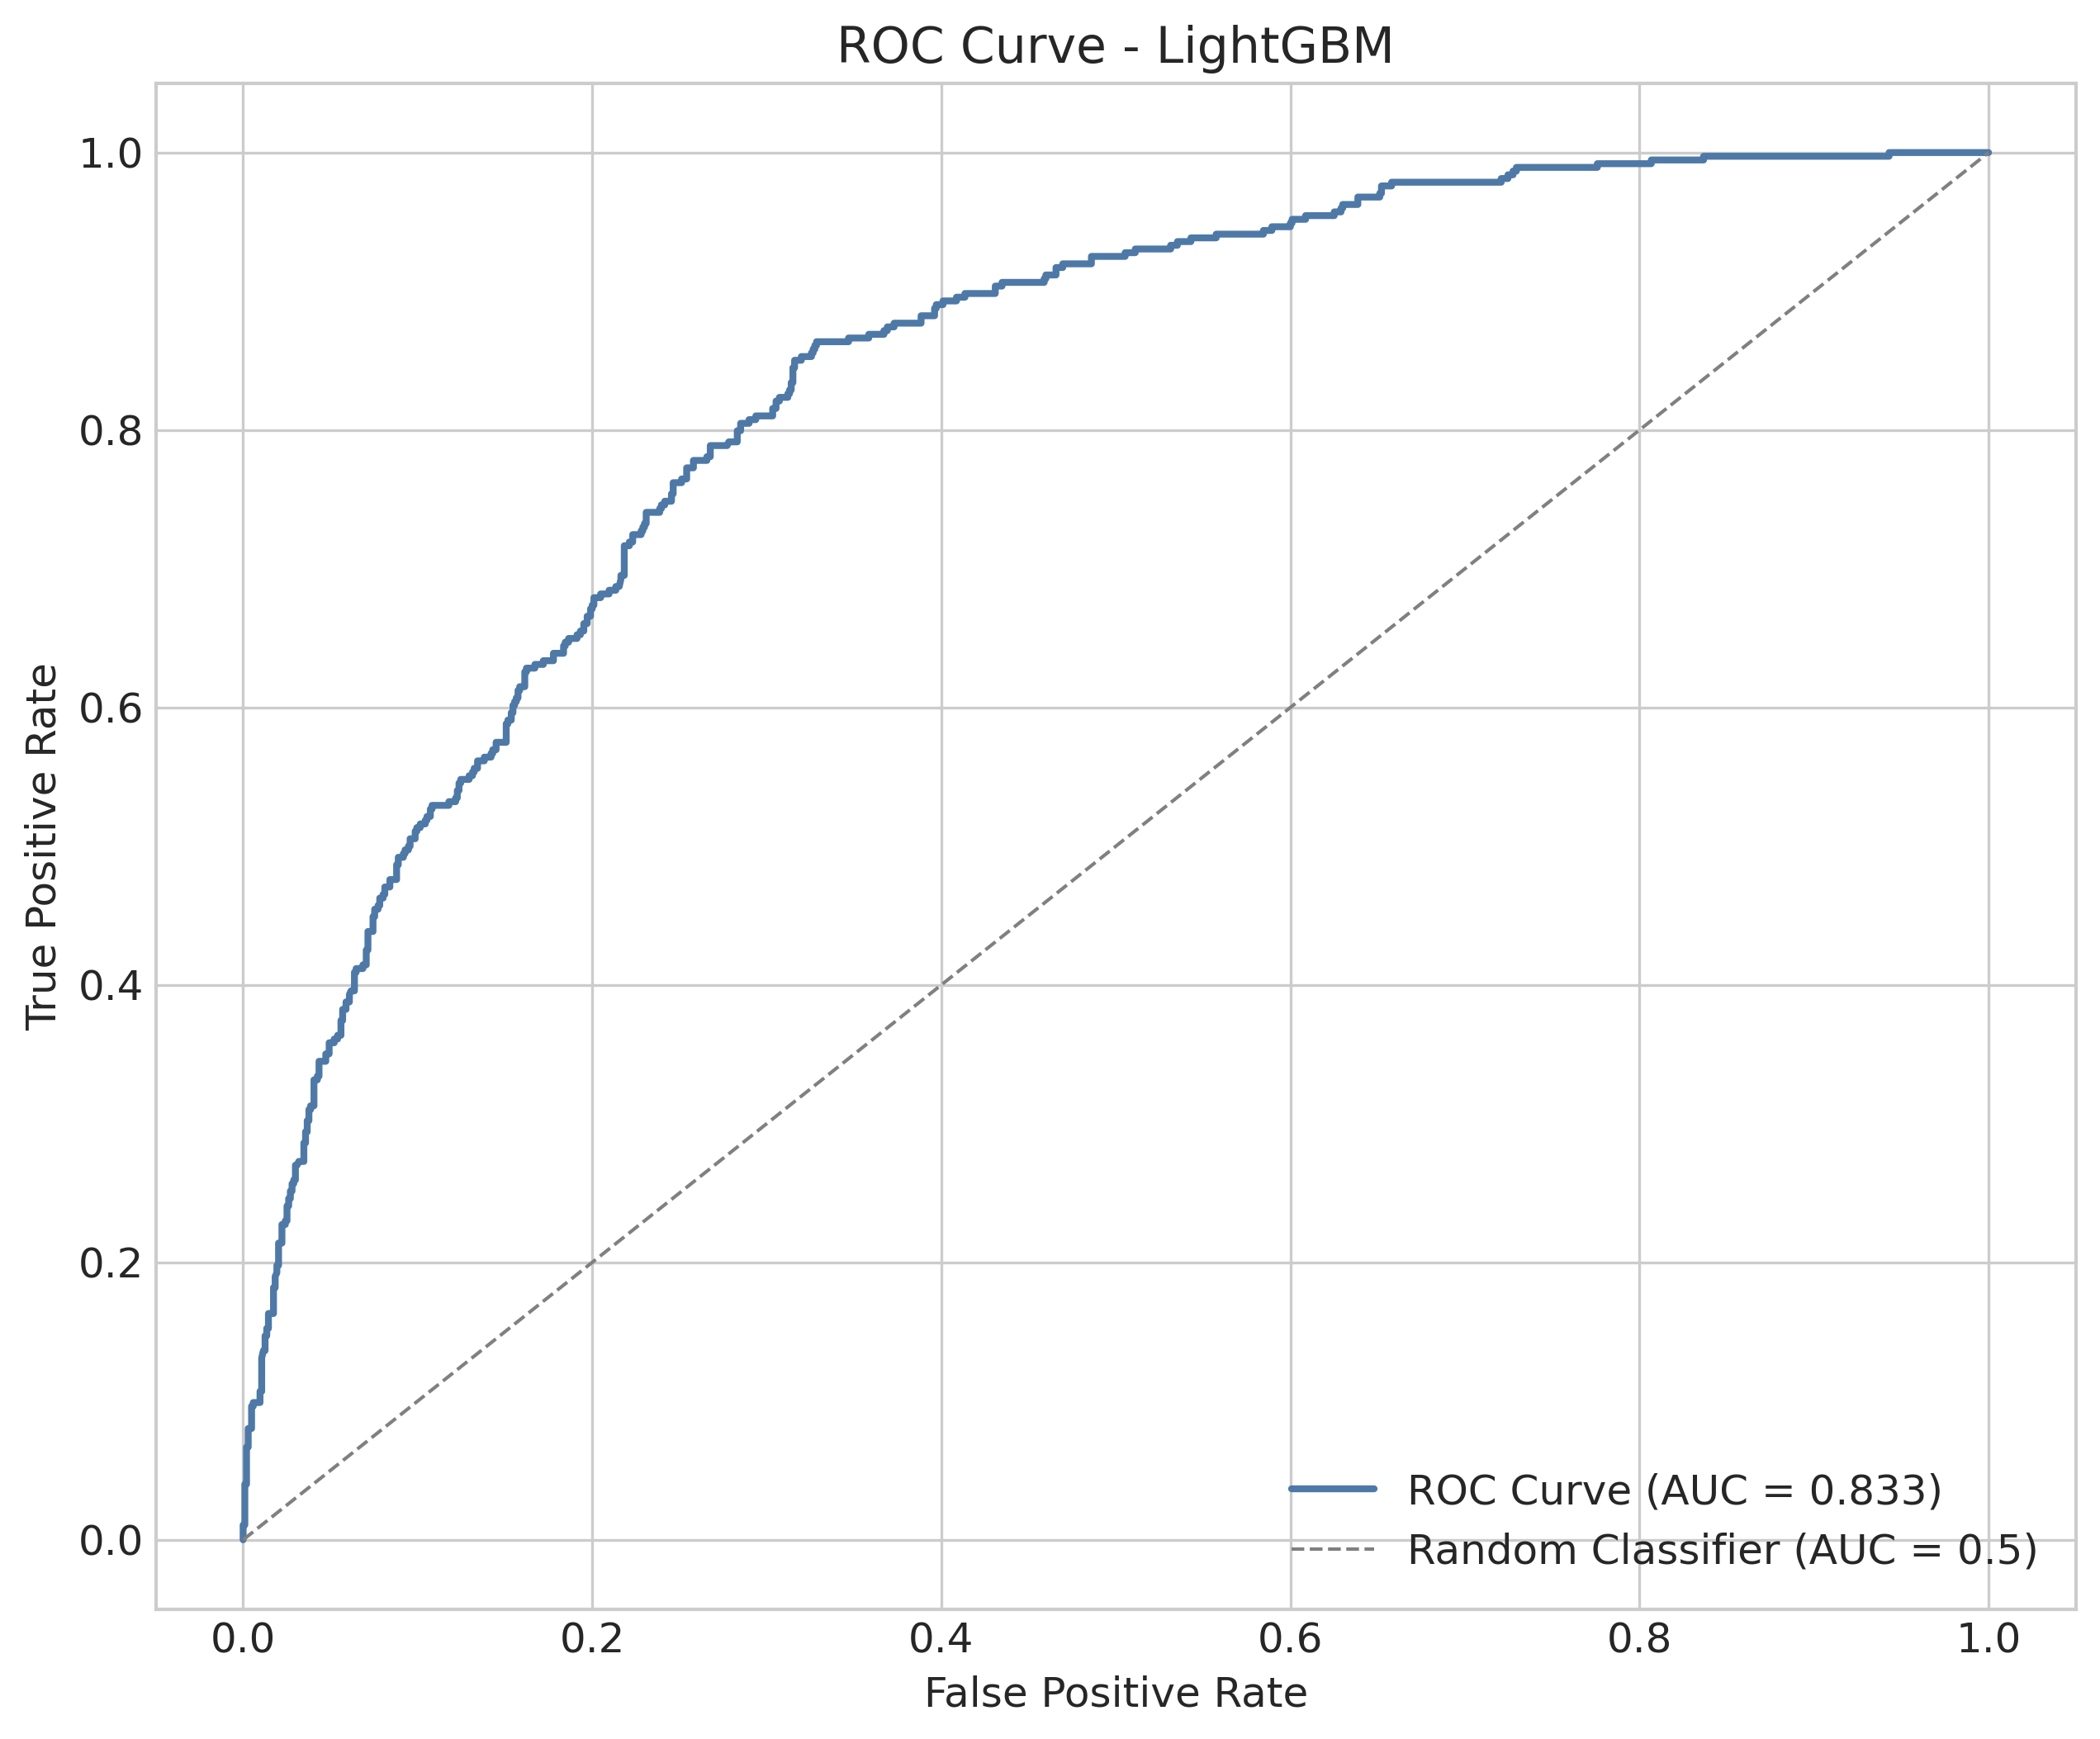 ROC Curve - LightGBM
1.0
0.8
0.6
0.4
0.2
0.0
True Positive Rate
ROC Curve (AUC = 0.833)
Random Classifier (AUC = 0.5)
0.0 0.2 0.4 0.6 0.8 1.0
False Positive Rate